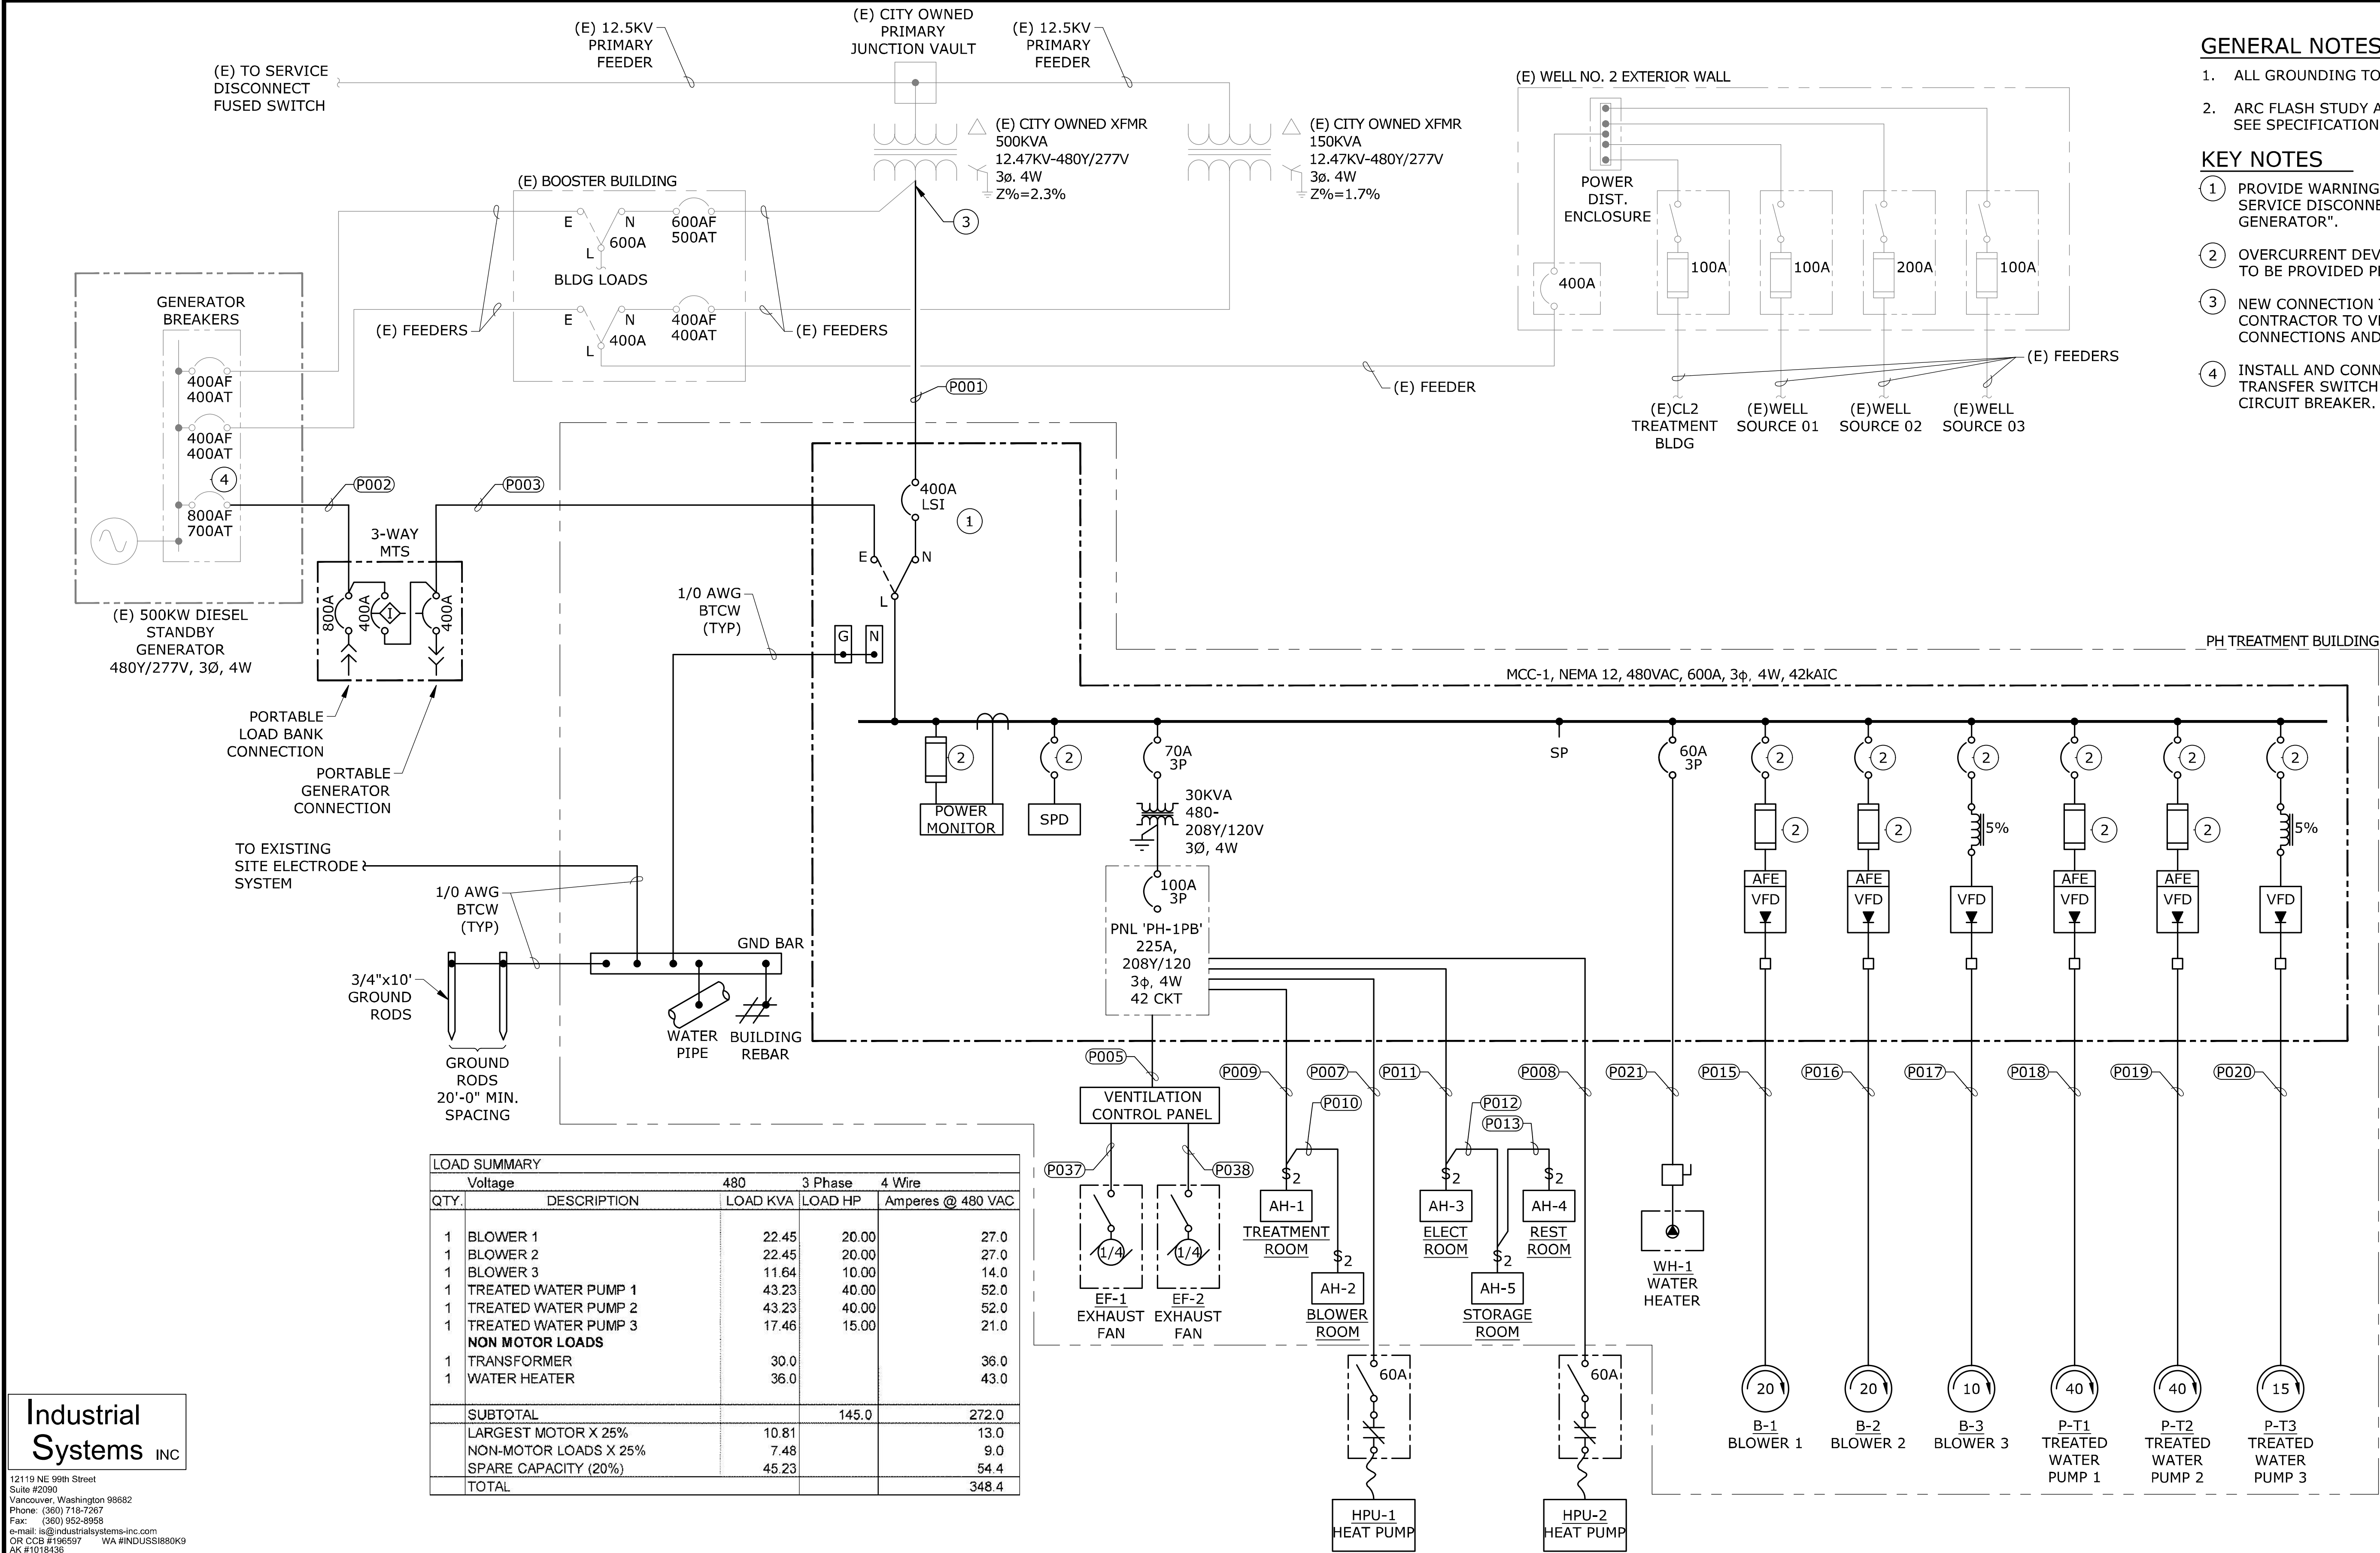 (E) TO SERVICE
DISCONNECT
FUSED SWITCH
(E) 12.5KV
PRIMARY
FEEDER
(E) CITY OWNED
PRIMARY
JUNCTION VAULT
(E) 12.5KV
PRIMARY
FEEDER
(E) CITY OWNED XFMR
500KVA
12.47KV-480Y/277V
3ø. 4W
Z%=2.3%
(E) CITY OWNED XFMR
150KVA
12.47KV-480Y/277V
3ø. 4W
Z%=1.7%
(E) WELL NO. 2 EXTERIOR WALL
POWER
DIST.
ENCLOSURE
400A
100A
100A
200A
100A
(E) FEEDERS
(E)CL2
TREATMENT
BLDG
(E)WELL
SOURCE 01
(E)WELL
SOURCE 02
(E)WELL
SOURCE 03
(E) FEEDER
GENERAL NOTES
1. ALL GROUNDING TO
2. ARC FLASH STUDY A
SEE SPECIFICATION
KEY NOTES
1 PROVIDE WARNING
SERVICE DISCONNE
GENERATOR".
2 OVERCURRENT DEV
TO BE PROVIDED P
3 NEW CONNECTION
CONTRACTOR TO V
CONNECTIONS AND
4 INSTALL AND CONN
TRANSFER SWITCH
CIRCUIT BREAKER.
(E) BOOSTER BUILDING
E
N
600A
L
600AF
500AT
BLDG LOADS
E
N
400A
L
400AF
400AT
(E) FEEDERS
(E) FEEDERS
3
GENERATOR
BREAKERS
400AF
400AT
400AF
400AT
4
800AF
700AT
(E) 500KW DIESEL
STANDBY
GENERATOR
480Y/277V, 3Ø, 4W
P001
P002
P003
3-WAY
MTS
800A
400A
I
400A
PORTABLE
LOAD BANK
CONNECTION
PORTABLE
GENERATOR
CONNECTION
400A
LSI
1
E
N
L
1/0 AWG
BTCW
(TYP)
G
N
PH TREATMENT BUILDING
MCC-1, NEMA 12, 480VAC, 600A, 3ϕ, 4W, 42kAIC
2
POWER
MONITOR
2
SPD
70A
3P
30KVA
480-
208Y/120V
3Ø, 4W
100A
3P
PNL 'PH-1PB'
225A,
208Y/120
3ϕ, 4W
42 CKT
SP
60A
3P
2
2
2
2
2
2
2
2
5%
2
2
5%
AFE
VFD
AFE
VFD
VFD
AFE
VFD
AFE
VFD
VFD
TO EXISTING
SITE ELECTRODE
SYSTEM
1/0 AWG
BTCW
(TYP)
GND BAR
3/4"x10'
GROUND
RODS
GROUND
RODS
20'-0" MIN.
SPACING
WATER
PIPE
BUILDING
REBAR
P005
P009
P007
P011
P008
P021
P015
P016
P017
P018
P019
P020
VENTILATION
CONTROL PANEL
P010
P012
P013
P037
P038
1/4
1/4
EF-1
EXHAUST
FAN
EF-2
EXHAUST
FAN
S2
AH-1
TREATMENT
ROOM
S2
AH-2
BLOWER
ROOM
S2
AH-3
ELECT
ROOM
S2
AH-5
STORAGE
ROOM
S2
AH-4
REST
ROOM
WH-1
WATER
HEATER
60A
HPU-1
HEAT PUMP
60A
HPU-2
HEAT PUMP
20
B-1
BLOWER 1
20
B-2
BLOWER 2
10
B-3
BLOWER 3
40
P-T1
TREATED
WATER
PUMP 1
40
P-T2
TREATED
WATER
PUMP 2
15
P-T3
TREATED
WATER
PUMP 3
LOAD SUMMARY
Voltage 480 3 Phase 4 Wire
QTY. DESCRIPTION LOAD KVA LOAD HP Amperes @ 480 VAC
1 BLOWER 1 22.45 20.00 27.0
1 BLOWER 2 22.45 20.00 27.0
1 BLOWER 3 11.64 10.00 14.0
1 TREATED WATER PUMP 1 43.23 40.00 52.0
1 TREATED WATER PUMP 2 43.23 40.00 52.0
1 TREATED WATER PUMP 3 17.46 15.00 21.0
NON MOTOR LOADS
1 TRANSFORMER 30.0 36.0
1 WATER HEATER 36.0 43.0
SUBTOTAL 145.0 272.0
LARGEST MOTOR X 25% 10.81 13.0
NON-MOTOR LOADS X 25% 7.48 9.0
SPARE CAPACITY (20%) 45.23 54.4
TOTAL 348.4
Industrial
Systems INC
12119 NE 99th Street
Suite #2090
Vancouver, Washington 98682
Phone: (360) 718-7267
Fax: (360) 952-8958
e-mail: is@industrialsystems-inc.com
OR CCB #196597 WA #INDUSSI880K9
AK #1018436